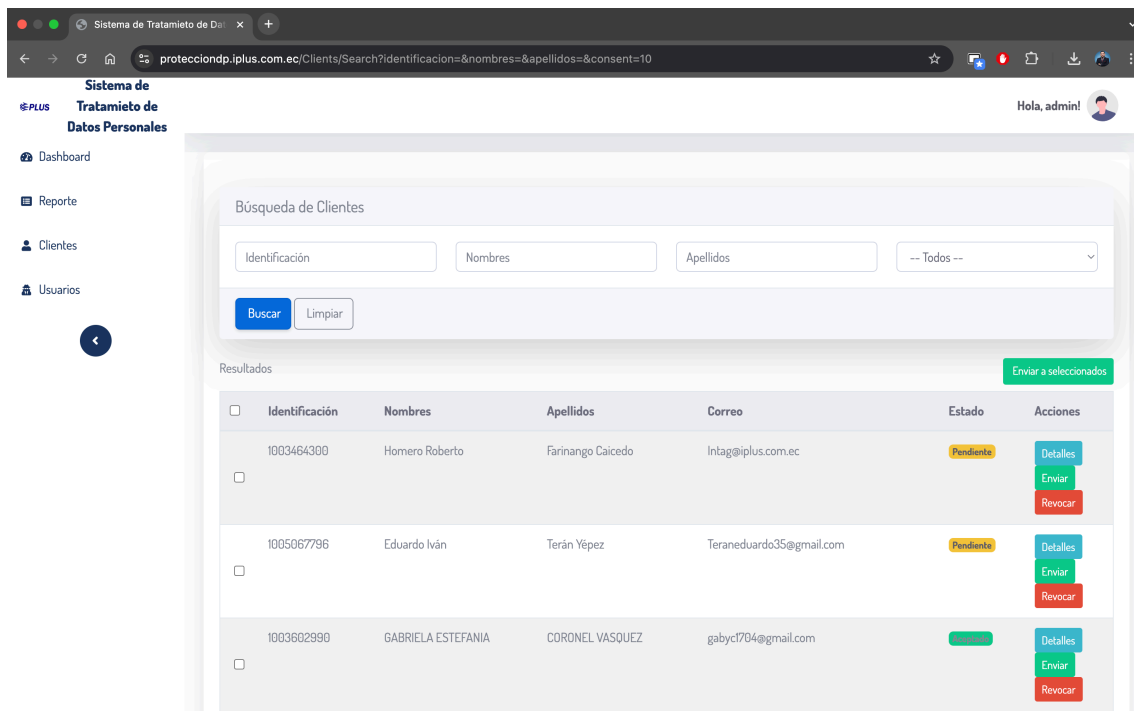 Sistema de Tratamieto de Dat
protecciondp.iplus.com.ec/Clients/Search?identificacion=&nombres=&apellidos=&consent=10
PLUS
Sistema de
Tratamieto de
Datos Personales
Hola, admin!
Dashboard
Reporte
Clientes
Usuarios
Búsqueda de Clientes
Identificación Nombres Apellidos -- Todos --
Buscar Limpiar
Resultados Enviar a seleccionados
Identificación Nombres Apellidos Correo Estado Acciones
1003464300 Homero Roberto Farinango Caicedo Intag@iplus.com.ec Pendiente Detalles
Enviar
Revocar
1005067796 Eduardo Iván Terán Yépez Teraneduardo35@gmail.com Pendiente Detalles
Enviar
Revocar
1003602990 GABRIELA ESTEFANIA CORONEL VASQUEZ gabyc1704@gmail.com Detalles
Enviar
Revocar